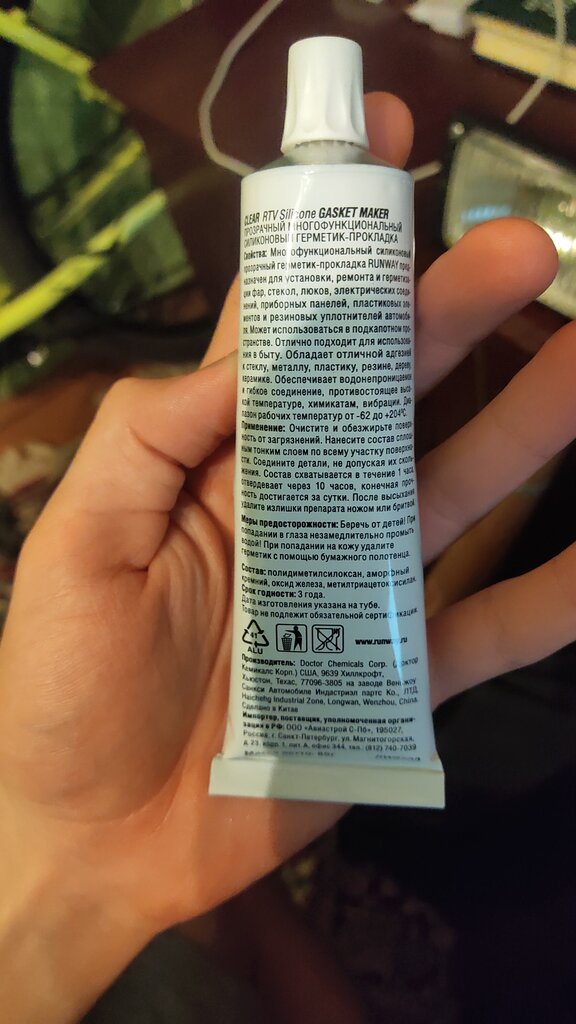 CLEAR RTV Silicone GASKET MAKER
ПРОЗРАЧНЫЙ МНОГОФУНКЦИОНАЛЬНЫЙ
СИЛИКОНОВЫЙ ГЕРМЕТИК-ПРОКЛАДКА
Свойства: Многофункциональный силиконовый
прозрачный герметик-прокладка RUNWAY пред-
назначен для установки, ремонта и герметиза-
ции фар, стекол, люков, электрических соеди-
нений, приборных панелей, пластиковых эле-
ментов и резиновых уплотнителей автомоби-
ля. Может использоваться в подкапотном про-
странстве. Отлично подходит для использова-
ния в быту. Обладает отличной адгезией
к стеклу, металлу, пластику, резине, дереву,
керамике. Обеспечивает водонепроницаемое
и гибкое соединение, противостоящее высо-
кой температуре, химикатам, вибрации. Диа-
пазон рабочих температур от -62 до +204ºС.
Применение: Очистите и обезжирьте поверх-
ность от загрязнений. Нанесите состав сплош-
ным тонким слоем по всему участку поверхнос-
ти. Соедините детали, не допуская их сколь-
жения. Состав схватывается в течение 1 часа,
отвердевает через 10 часов, конечная проч-
ность достигается за сутки. После высыхания
удалите излишки препарата ножом или бритвой.
Меры предосторожности: Беречь от детей! При
попадании в глаза незамедлительно промыть
водой! При попадании на кожу удалите
герметик с помощью бумажного полотенца.
Состав: полидиметилсилоксан, аморфный
кремний, оксид железа, метилтриацетоксисилан.
Срок годности: 3 года.
Дата изготовления указана на тубе.
Товар не подлежит обязательной сертификации.
41
ALU
www.runway.ru
Производитель: Doctor Chemicals Corp. (Доктор
Кемикалс Корп.) США, 9639 Хиллкрофт,
Хьюстон, Техас, 77096-3805 на заводе Венжоу
Санкси Автомобиле Индастриэл партс Ко., ЛТД,
Haicheng Industrial Zone, Longwan, Wenzhou, China.
Сделано в Китае
Импортер, поставщик, уполномоченная органи-
зация в РФ: ООО «Авиастрой С-Пб», 195027,
Россия, г. Санкт-Петербург, ул. Магнитогорская,
д. 23, корп. 1, лит А, офис 344, тел. (812) 740-7039